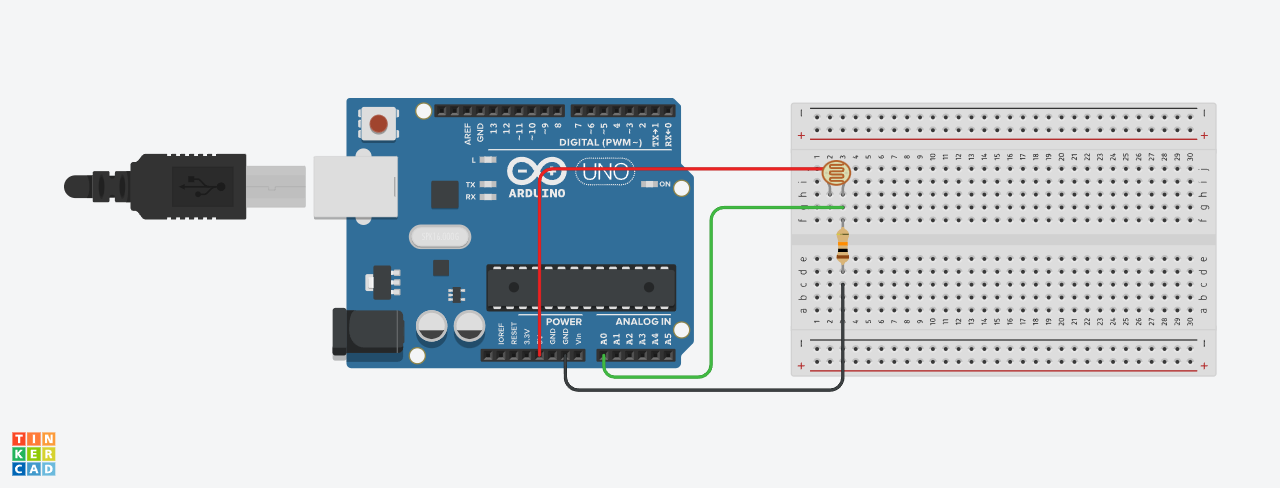 AREF
GND
13
12
~11
~10
~9
8
7
~6
~5
4
~3
2
TX→1
RX←0
DIGITAL (PWM~)
L
TX
RX
UNO
ON
ARDUINO
POWER
ANALOG IN
IOREF
RESET
3.3V
GND
GND
Vin
A0
A1
A2
A3
A4
A5
1 2 3 4 5 6 7 8 9 10 11 12 13 14 15 16 17 18 19 20 21 22 23 24 25 26 27 28 29 30
j
i
h
g
f
e
d
c
b
a
1 2 3 4 5 6 7 8 9 10 11 12 13 14 15 16 17 18 19 20 21 22 23 24 25 26 27 28 29 30
TIN
KER
CAD